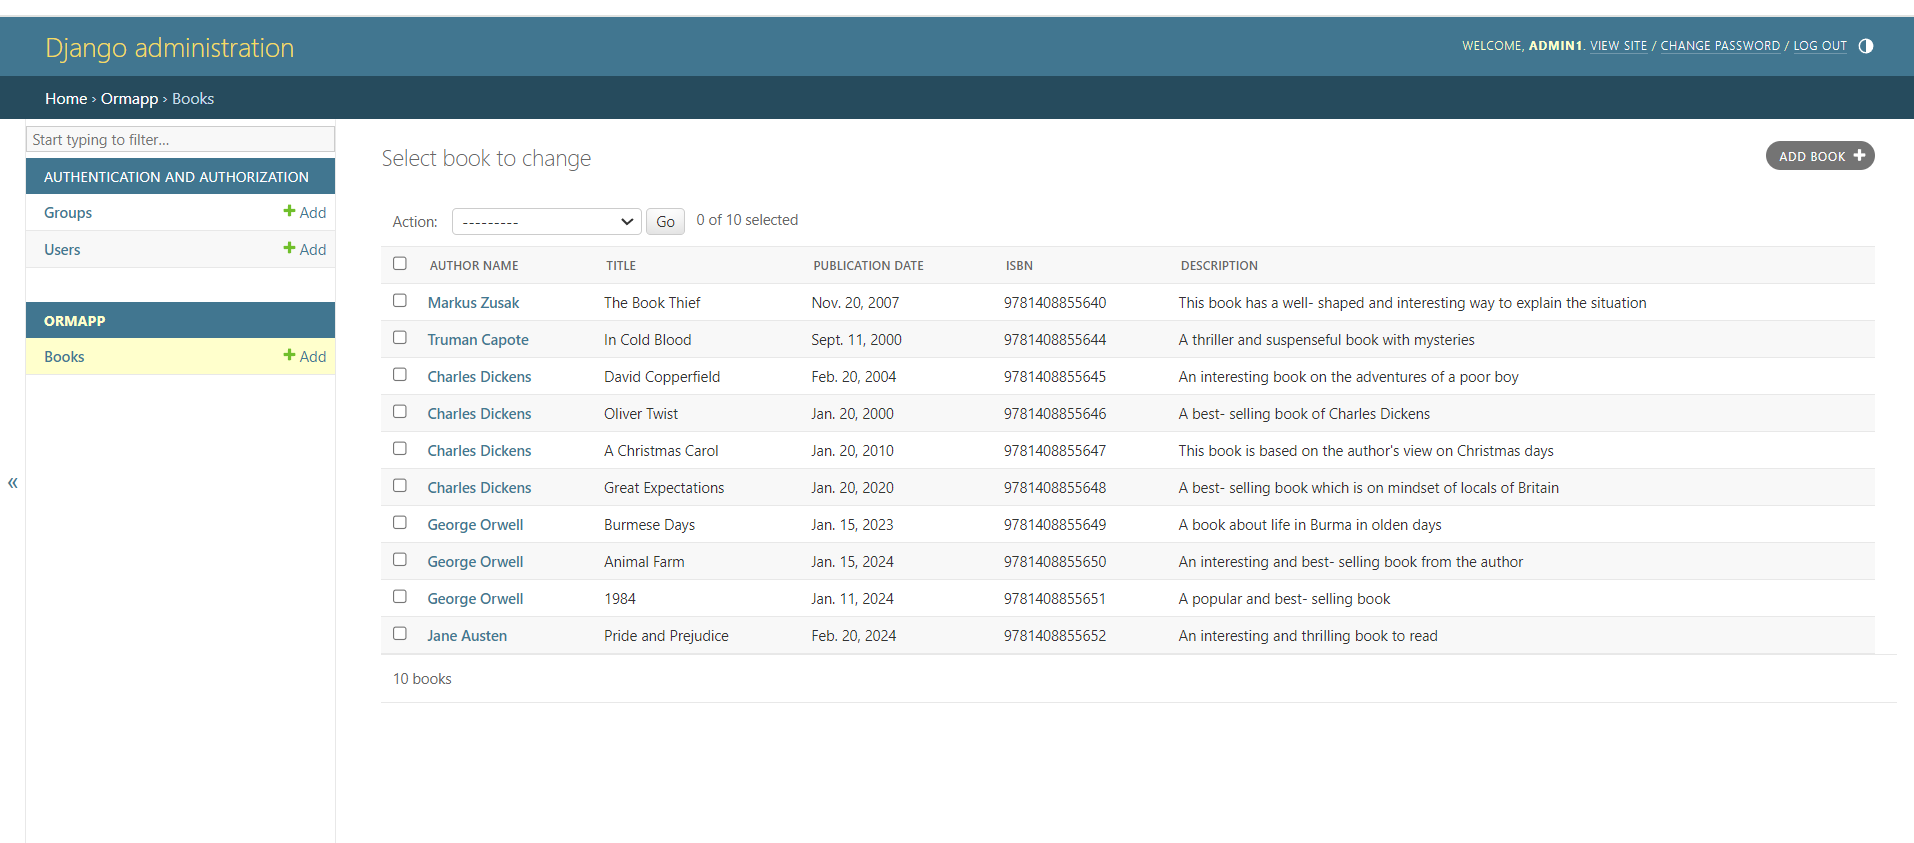 Django administration
WELCOME, ADMIN1. VIEW SITE / CHANGE PASSWORD / LOG OUT
Home › Ormapp › Books
Start typing to filter...
AUTHENTICATION AND AUTHORIZATION
Groups + Add
Users + Add
ORMAPP
Books + Add
«
Select book to change
ADD BOOK +
Action: --------- Go 0 of 10 selected
AUTHOR NAME TITLE PUBLICATION DATE ISBN DESCRIPTION
Markus Zusak The Book Thief Nov. 20, 2007 9781408855640 This book has a well- shaped and interesting way to explain the situation
Truman Capote In Cold Blood Sept. 11, 2000 9781408855644 A thriller and suspenseful book with mysteries
Charles Dickens David Copperfield Feb. 20, 2004 9781408855645 An interesting book on the adventures of a poor boy
Charles Dickens Oliver Twist Jan. 20, 2000 9781408855646 A best- selling book of Charles Dickens
Charles Dickens A Christmas Carol Jan. 20, 2010 9781408855647 This book is based on the author's view on Christmas days
Charles Dickens Great Expectations Jan. 20, 2020 9781408855648 A best- selling book which is on mindset of locals of Britain
George Orwell Burmese Days Jan. 15, 2023 9781408855649 A book about life in Burma in olden days
George Orwell Animal Farm Jan. 15, 2024 9781408855650 An interesting and best- selling book from the author
George Orwell 1984 Jan. 11, 2024 9781408855651 A popular and best- selling book
Jane Austen Pride and Prejudice Feb. 20, 2024 9781408855652 An interesting and thrilling book to read
10 books